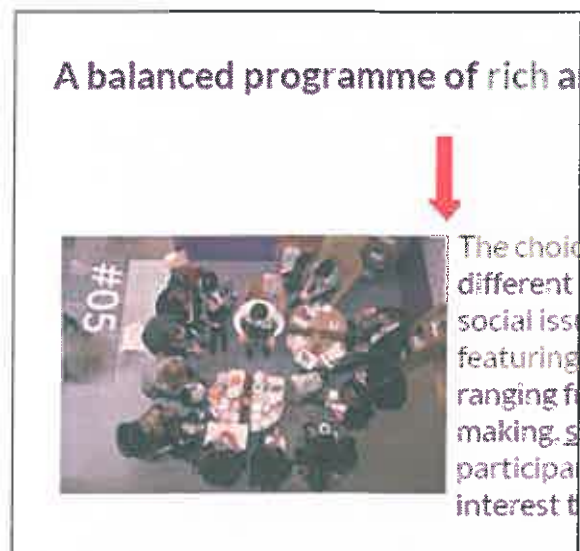 A balanced programme of rich a
#05
The choic
different
social issu
featuring
ranging f
making, s
participa
interest t